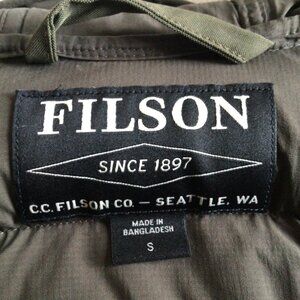 FILSON
SINCE 1897
C.C. FILSON CO. – SEATTLE, WA
MADE IN
BANGLADESH
S